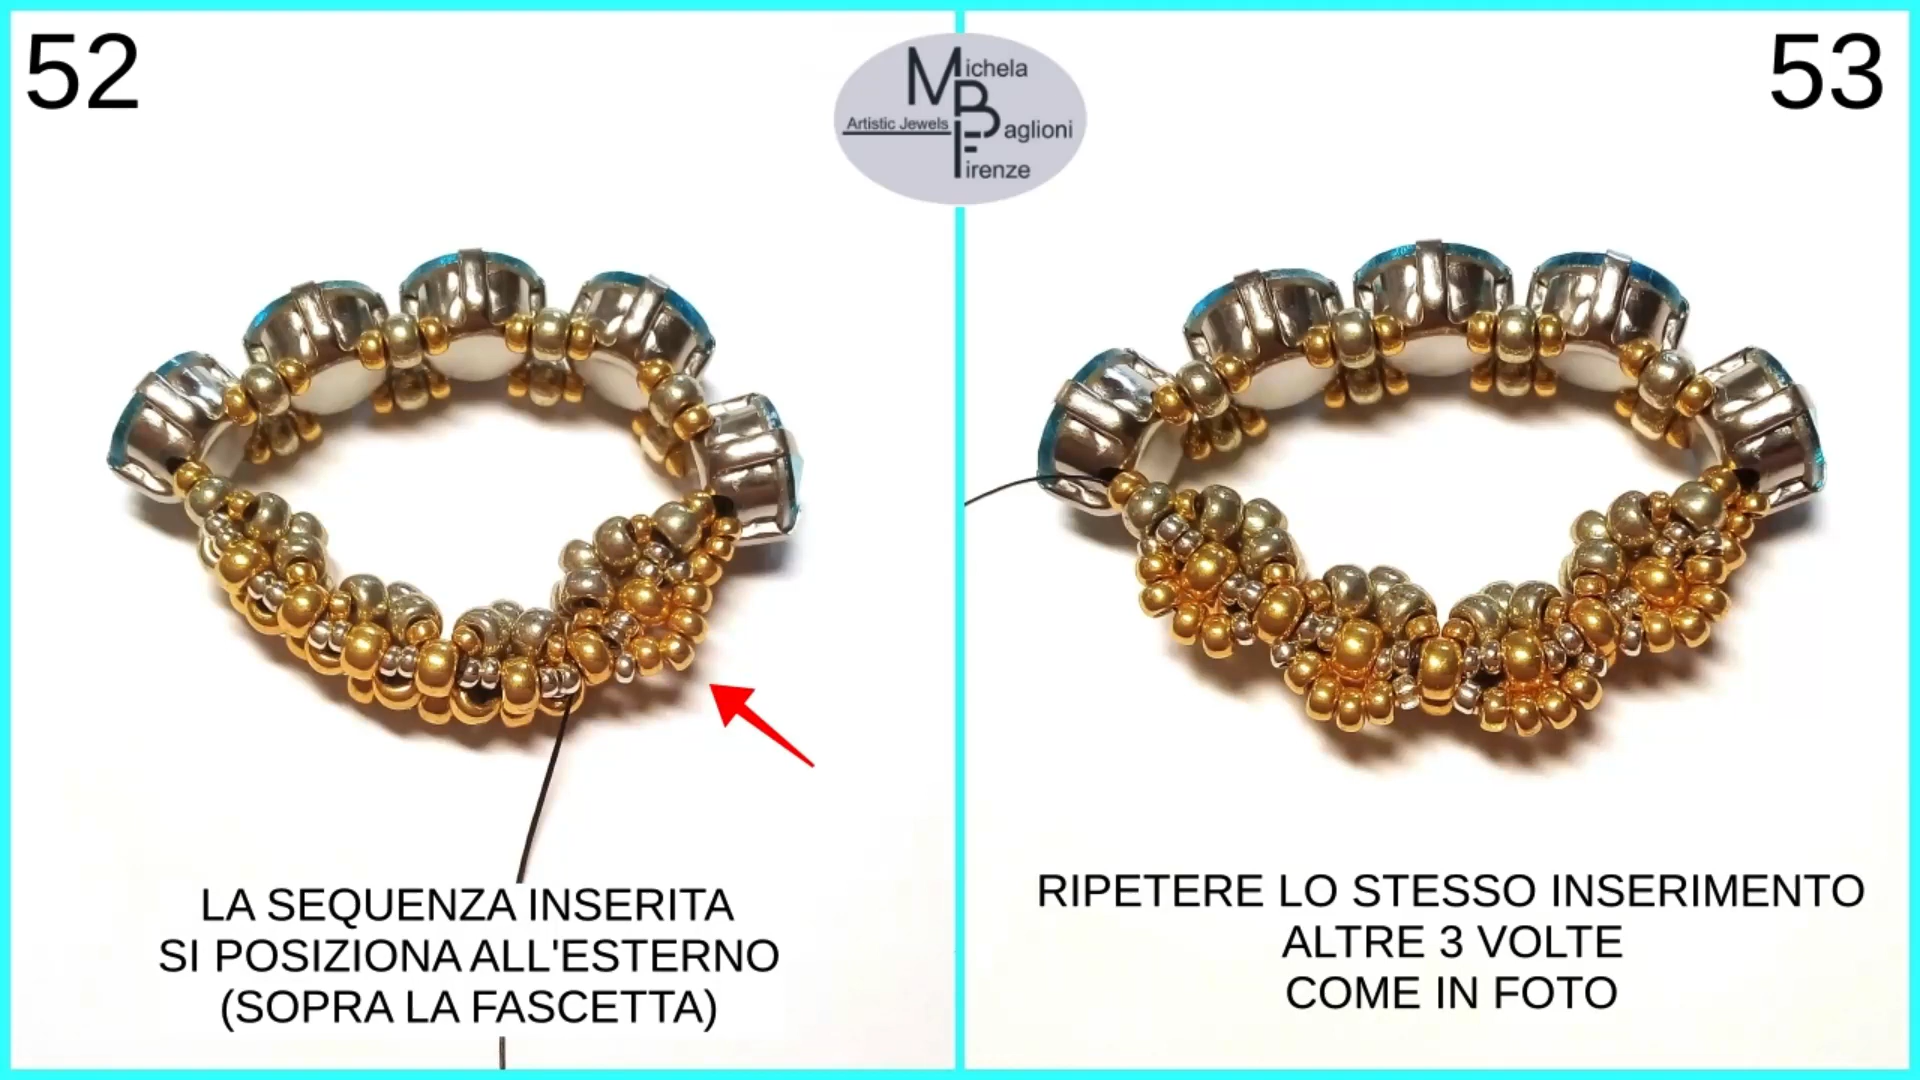 52
53
Michela
Artistic Jewels
Baglioni
Firenze
LA SEQUENZA INSERITA
SI POSIZIONA ALL'ESTERNO
(SOPRA LA FASCETTA)
RIPETERE LO STESSO INSERIMENTO
ALTRE 3 VOLTE
COME IN FOTO